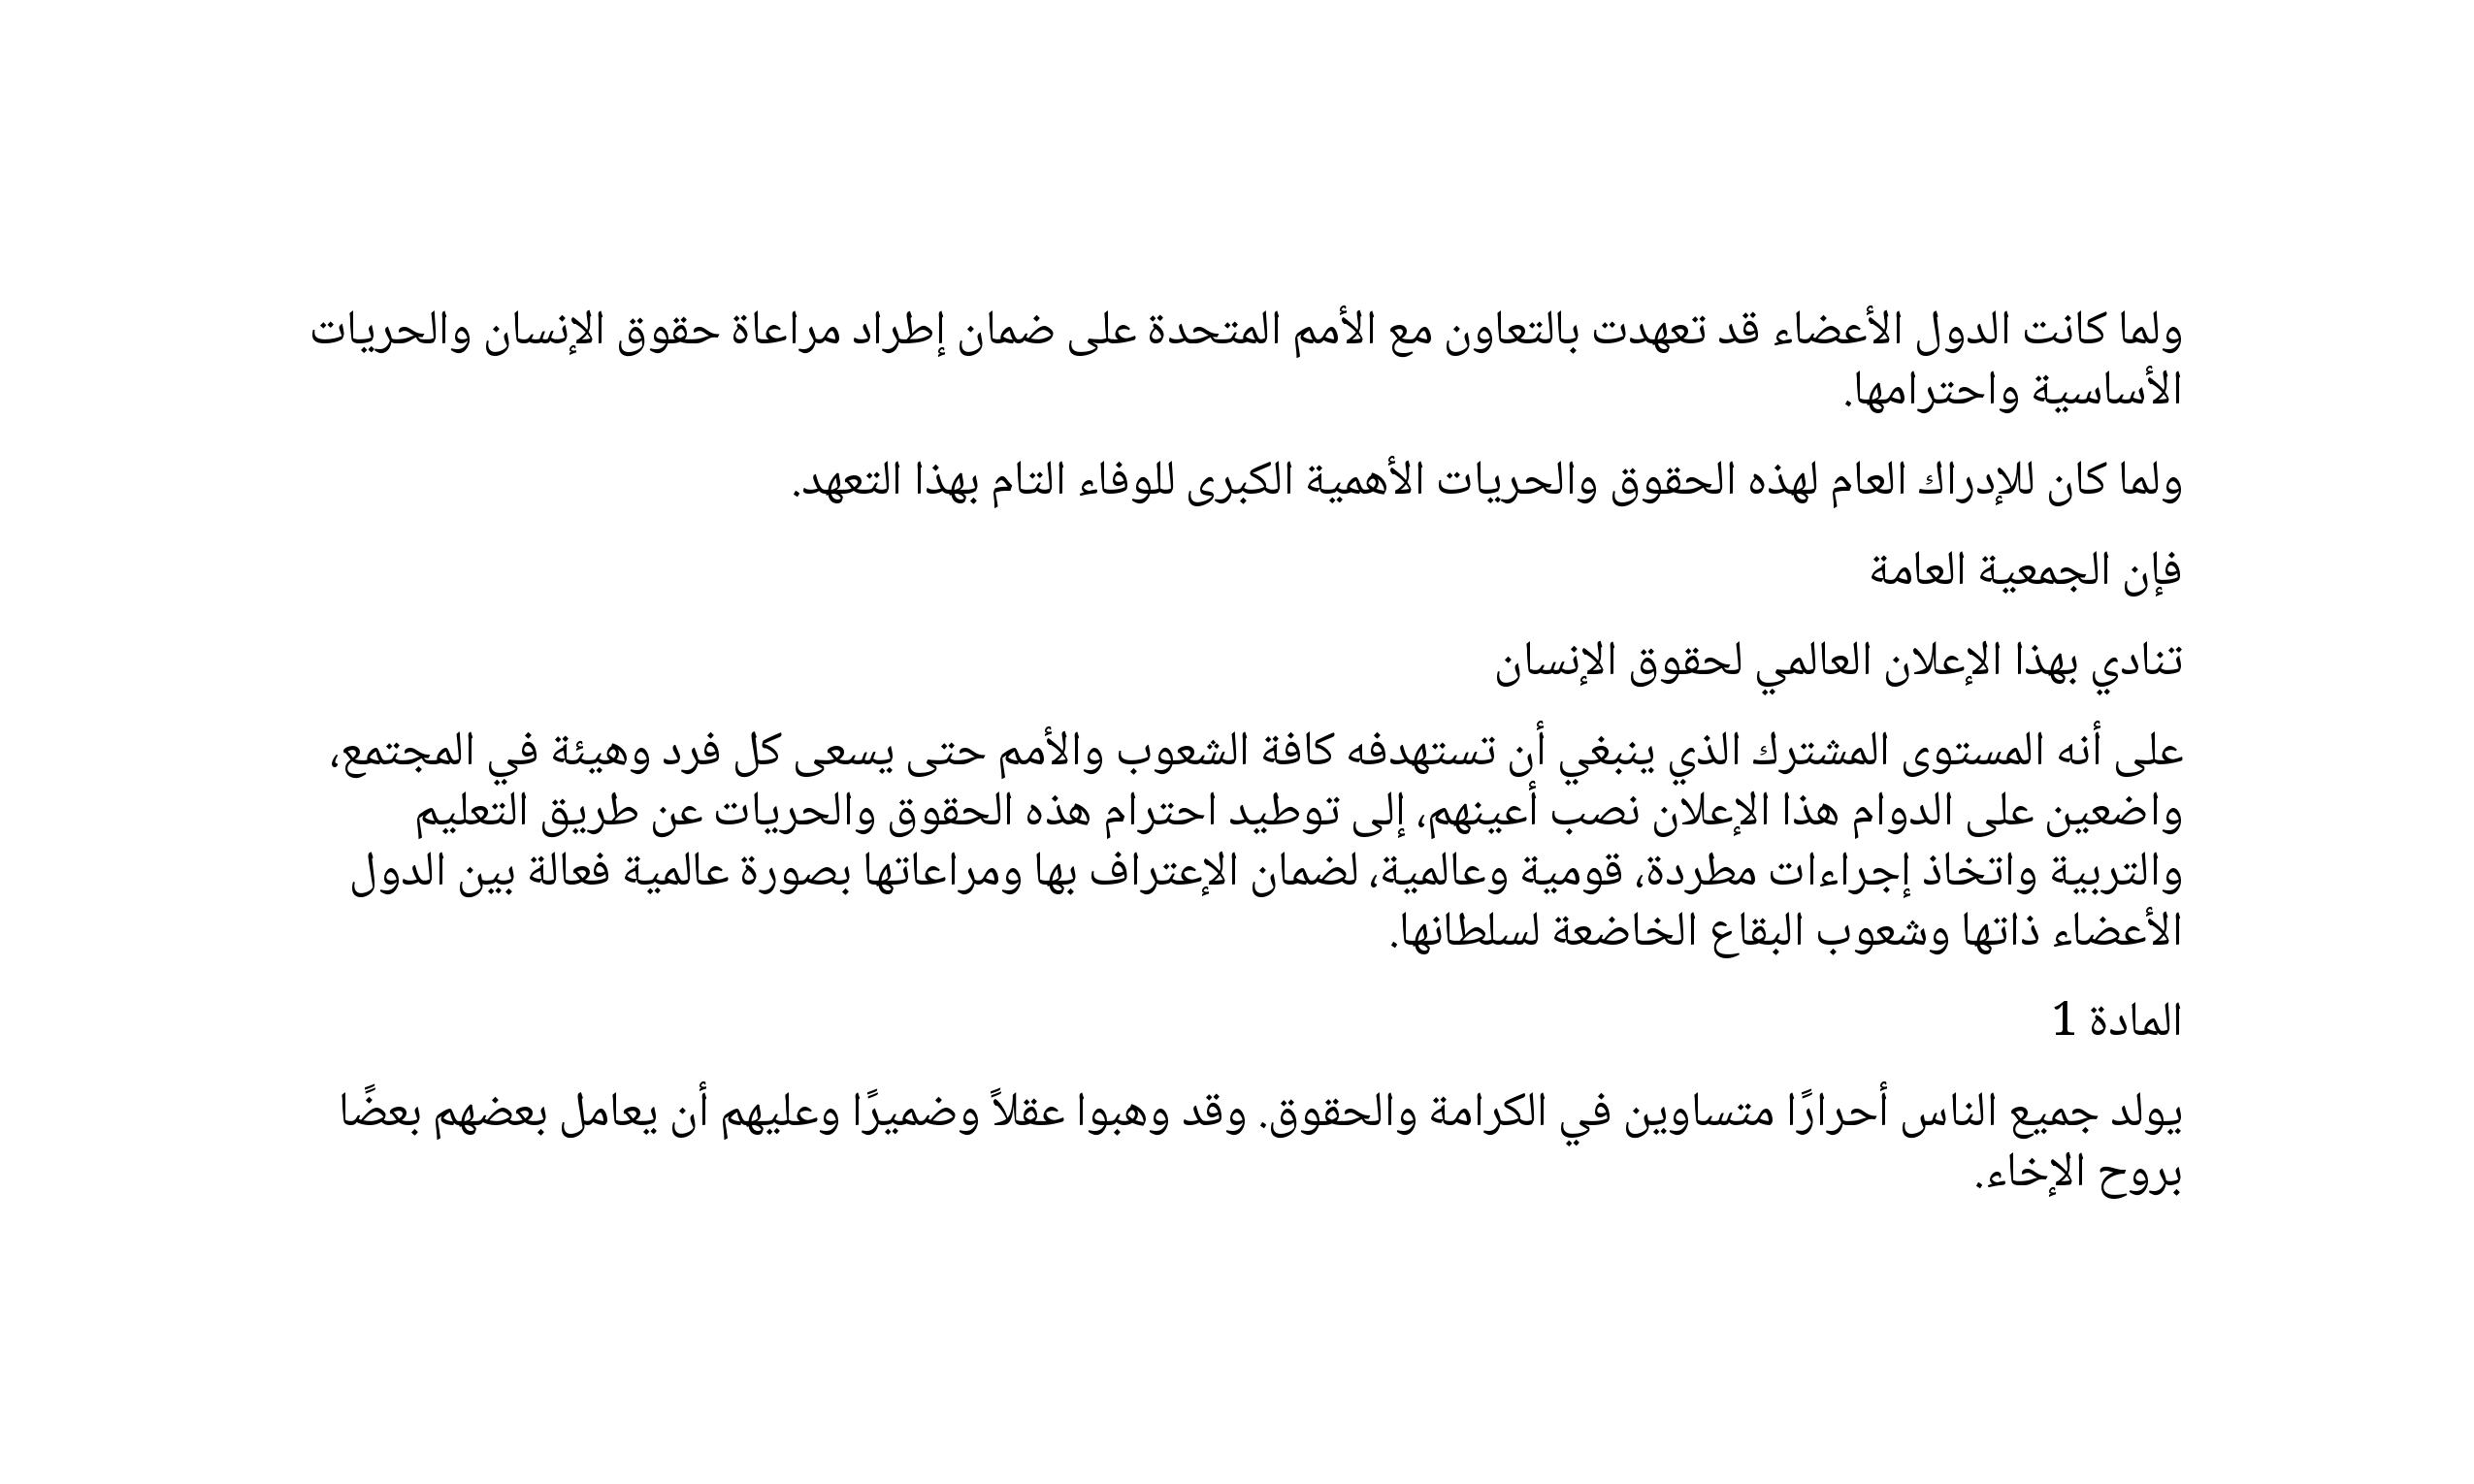 ولما كانت الدول الأعضاء قد تعهدت بالتعاون مع الأمم المتحدة على ضمان إطراد مراعاة حقوق الإنسان والحريات
الأساسية واحترامها.
ولما كان للإدراك العام لهذه الحقوق والحريات الأهمية الكبرى للوفاء التام بهذا التعهد.
فإن الجمعية العامة
تنادي بهذا الإعلان العالمي لحقوق الإنسان
على أنه المستوى المشترك الذي ينبغي أن تستهدفه كافة الشعوب والأمم حتى يسعى كل فرد وهيئة في المجتمع،
واضعين على الدوام هذا الإعلان نصب أعينهم، إلى توطيد احترام هذه الحقوق والحريات عن طريق التعليم
والتربية واتخاذ إجراءات مطردة، قومية وعالمية، لضمان الإعتراف بها ومراعاتها بصورة عالمية فعالة بين الدول
الأعضاء ذاتها وشعوب البقاع الخاضعة لسلطانها.
المادة 1
يولد جميع الناس أحرارًا متساوين في الكرامة والحقوق. وقد وهبوا عقلاً وضميرًا وعليهم أن يعامل بعضهم بعضًا
بروح الإخاء.